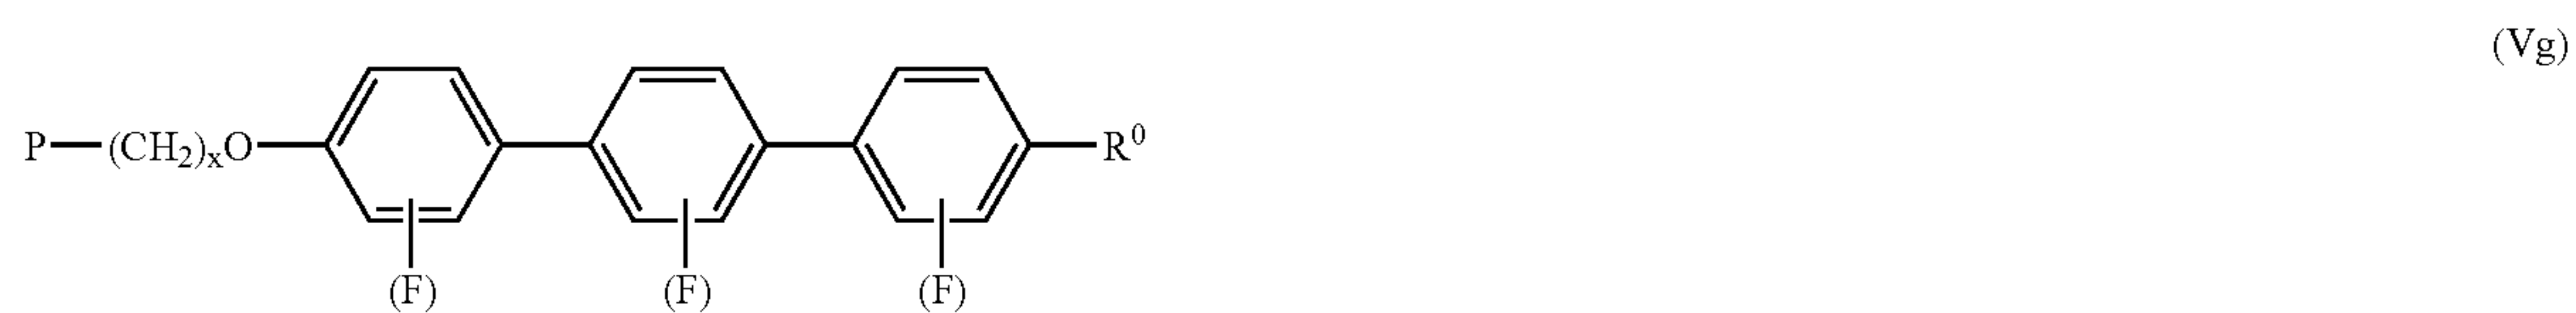 (Vg)
P—(CH₂)ₓO R⁰
(F) (F) (F)